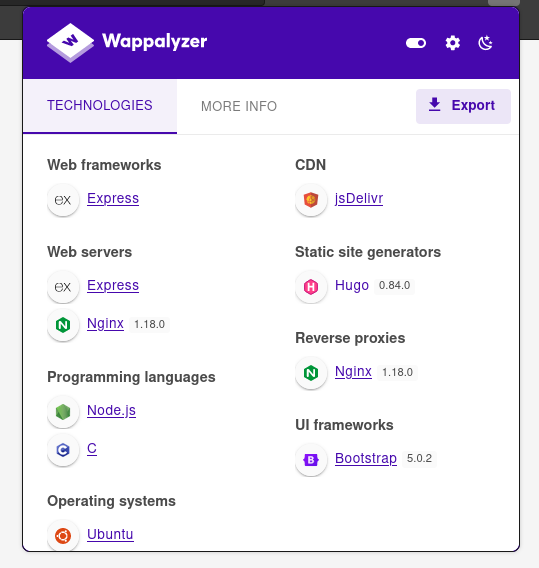 Wappalyzer
TECHNOLOGIES
MORE INFO
Export
Web frameworks
Express
Web servers
Express
Nginx 1.18.0
Programming languages
Node.js
C
Operating systems
Ubuntu
CDN
jsDelivr
Static site generators
Hugo 0.84.0
Reverse proxies
Nginx 1.18.0
UI frameworks
Bootstrap 5.0.2